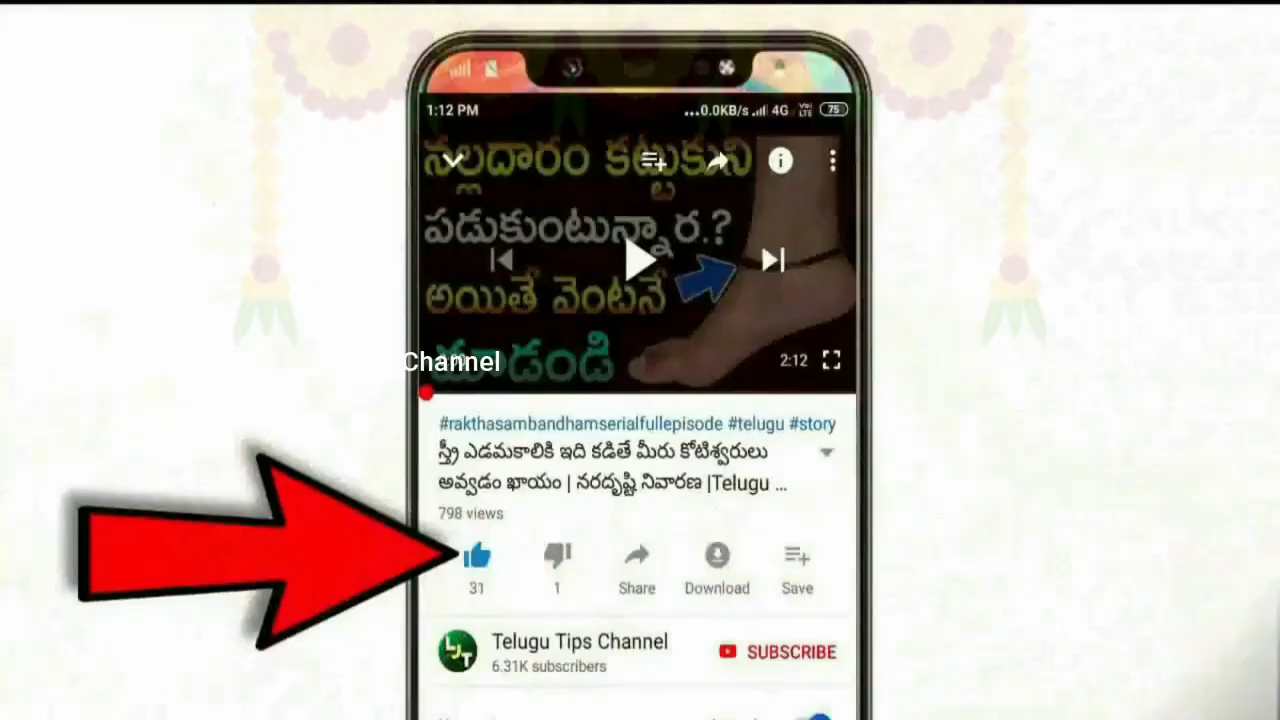 1:12 PM
...0.0KB/s 4G VoLTE 75
నల్లదారం కట్టుకుని
పడుకుంటున్నార.?
అయితే వెంటనే
చూడండి
Channel
2:12
#rakthasambandhamserialfullepisode #telugu #story
స్త్రీ ఎడమకాలికి ఇది కడితే మీరు కోటిశ్వరులు
అవ్వడం ఖాయం | నరదృష్టి నివారణ |Telugu ...
798 views
31
1
Share
Download
Save
LJT
Telugu Tips Channel
6.31K subscribers
SUBSCRIBE